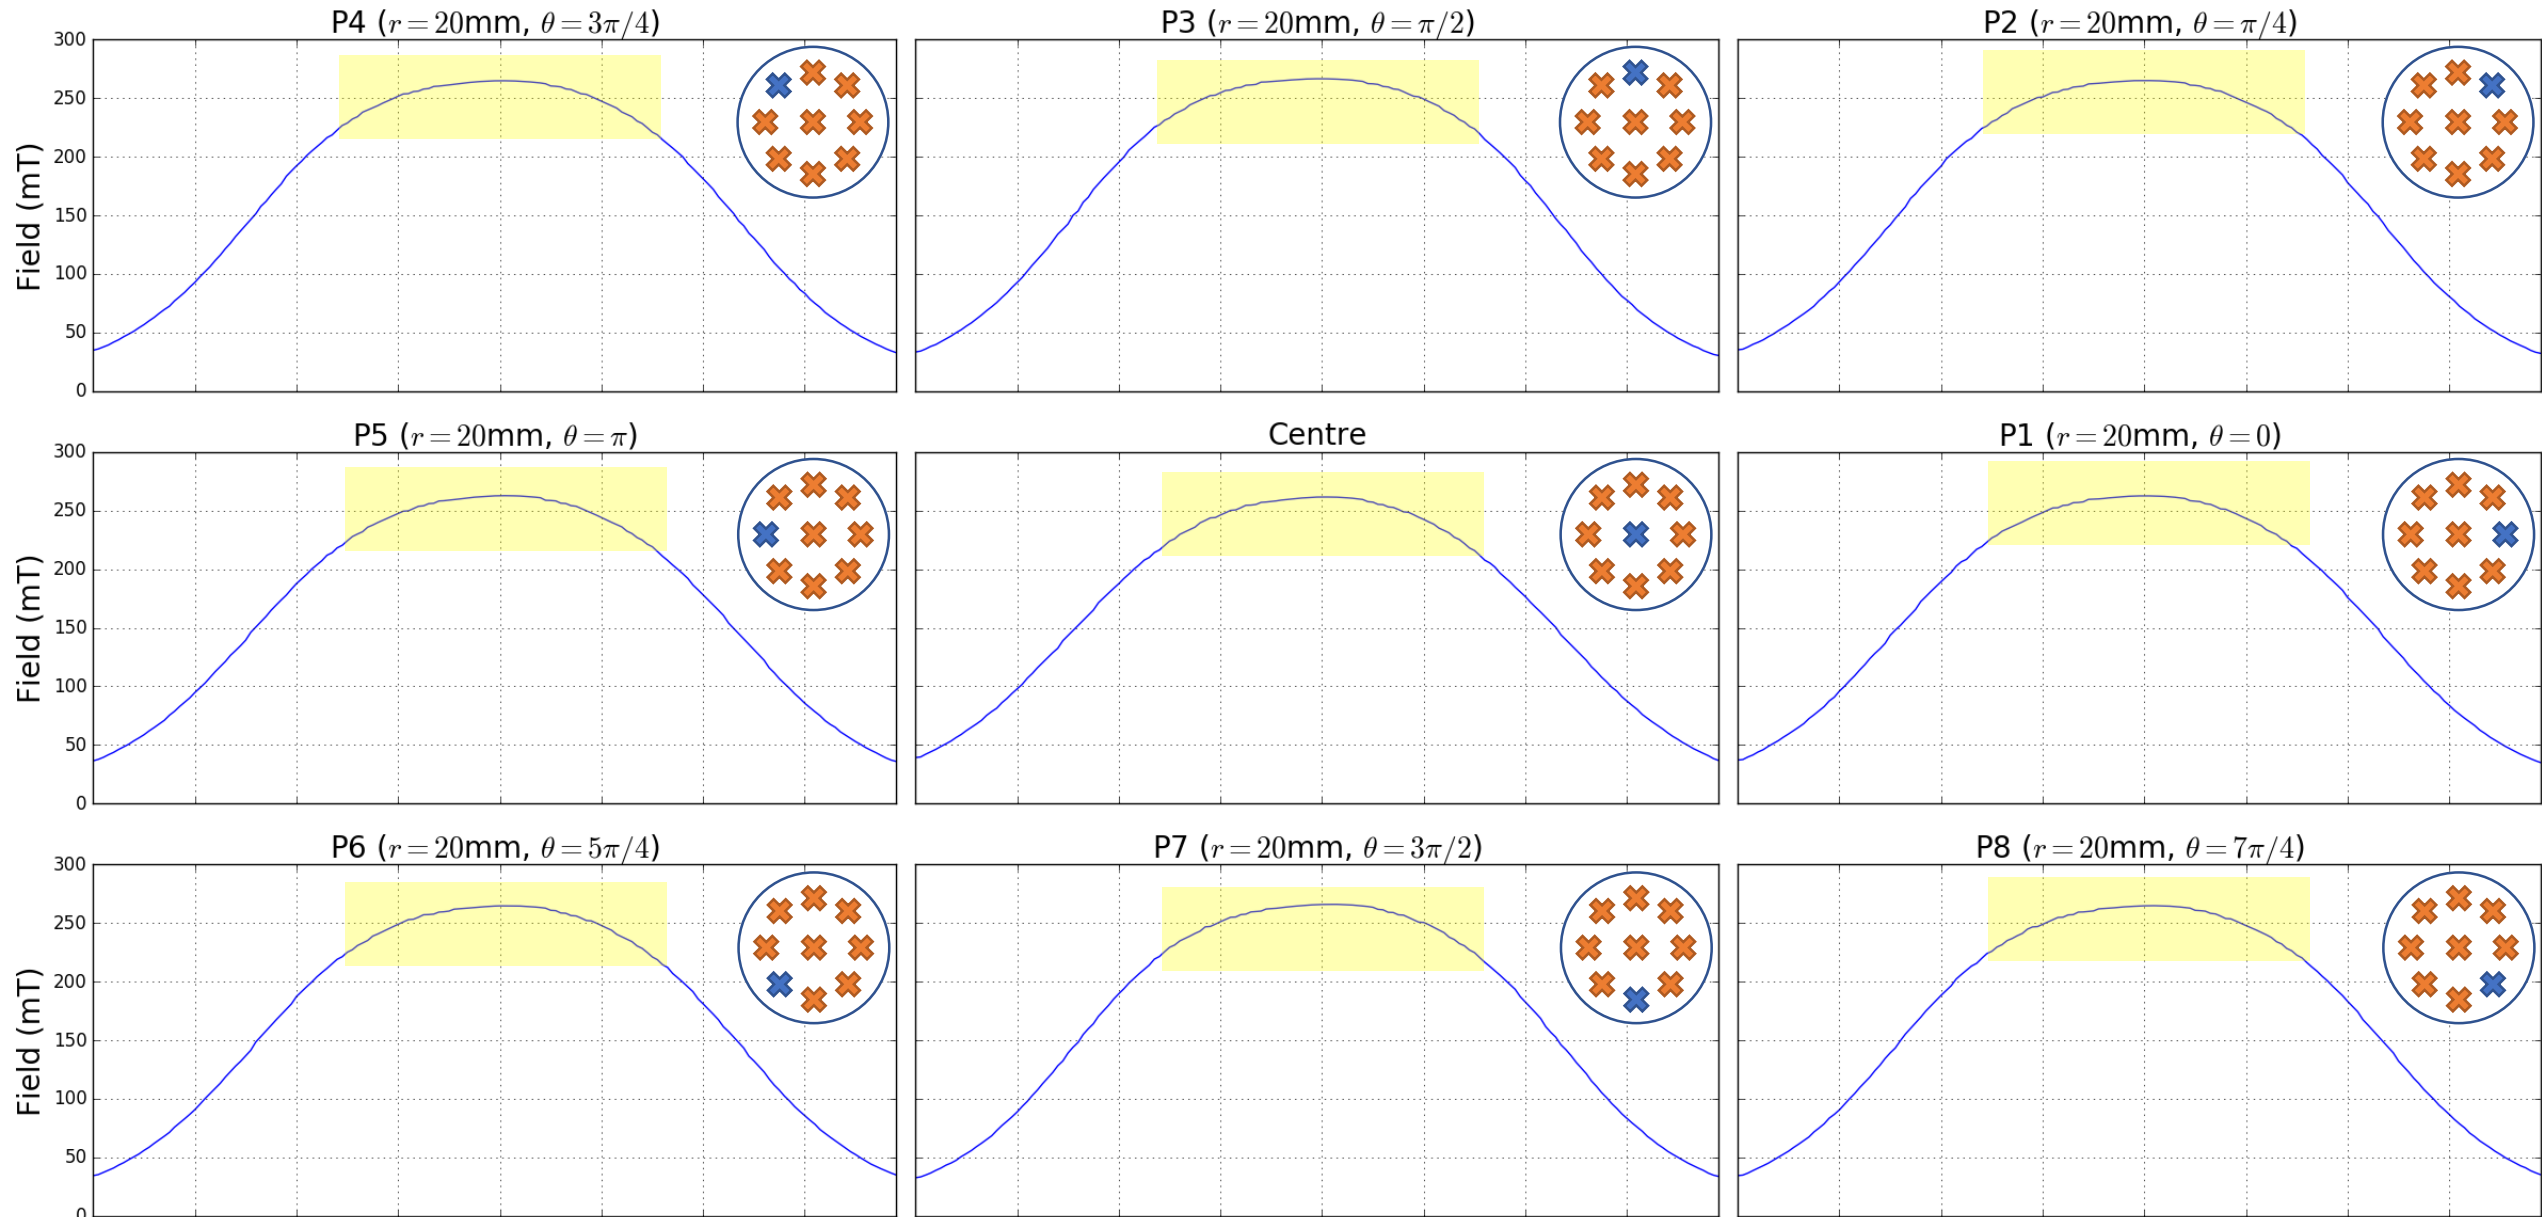 P4 (r = 20mm, θ = 3π/4)
P3 (r = 20mm, θ = π/2)
P2 (r = 20mm, θ = π/4)
Field (mT)
300
250
200
150
100
50
0
P5 (r = 20mm, θ = π)
Centre
P1 (r = 20mm, θ = 0)
Field (mT)
300
250
200
150
100
50
0
P6 (r = 20mm, θ = 5π/4)
P7 (r = 20mm, θ = 3π/2)
P8 (r = 20mm, θ = 7π/4)
Field (mT)
300
250
200
150
100
50
0